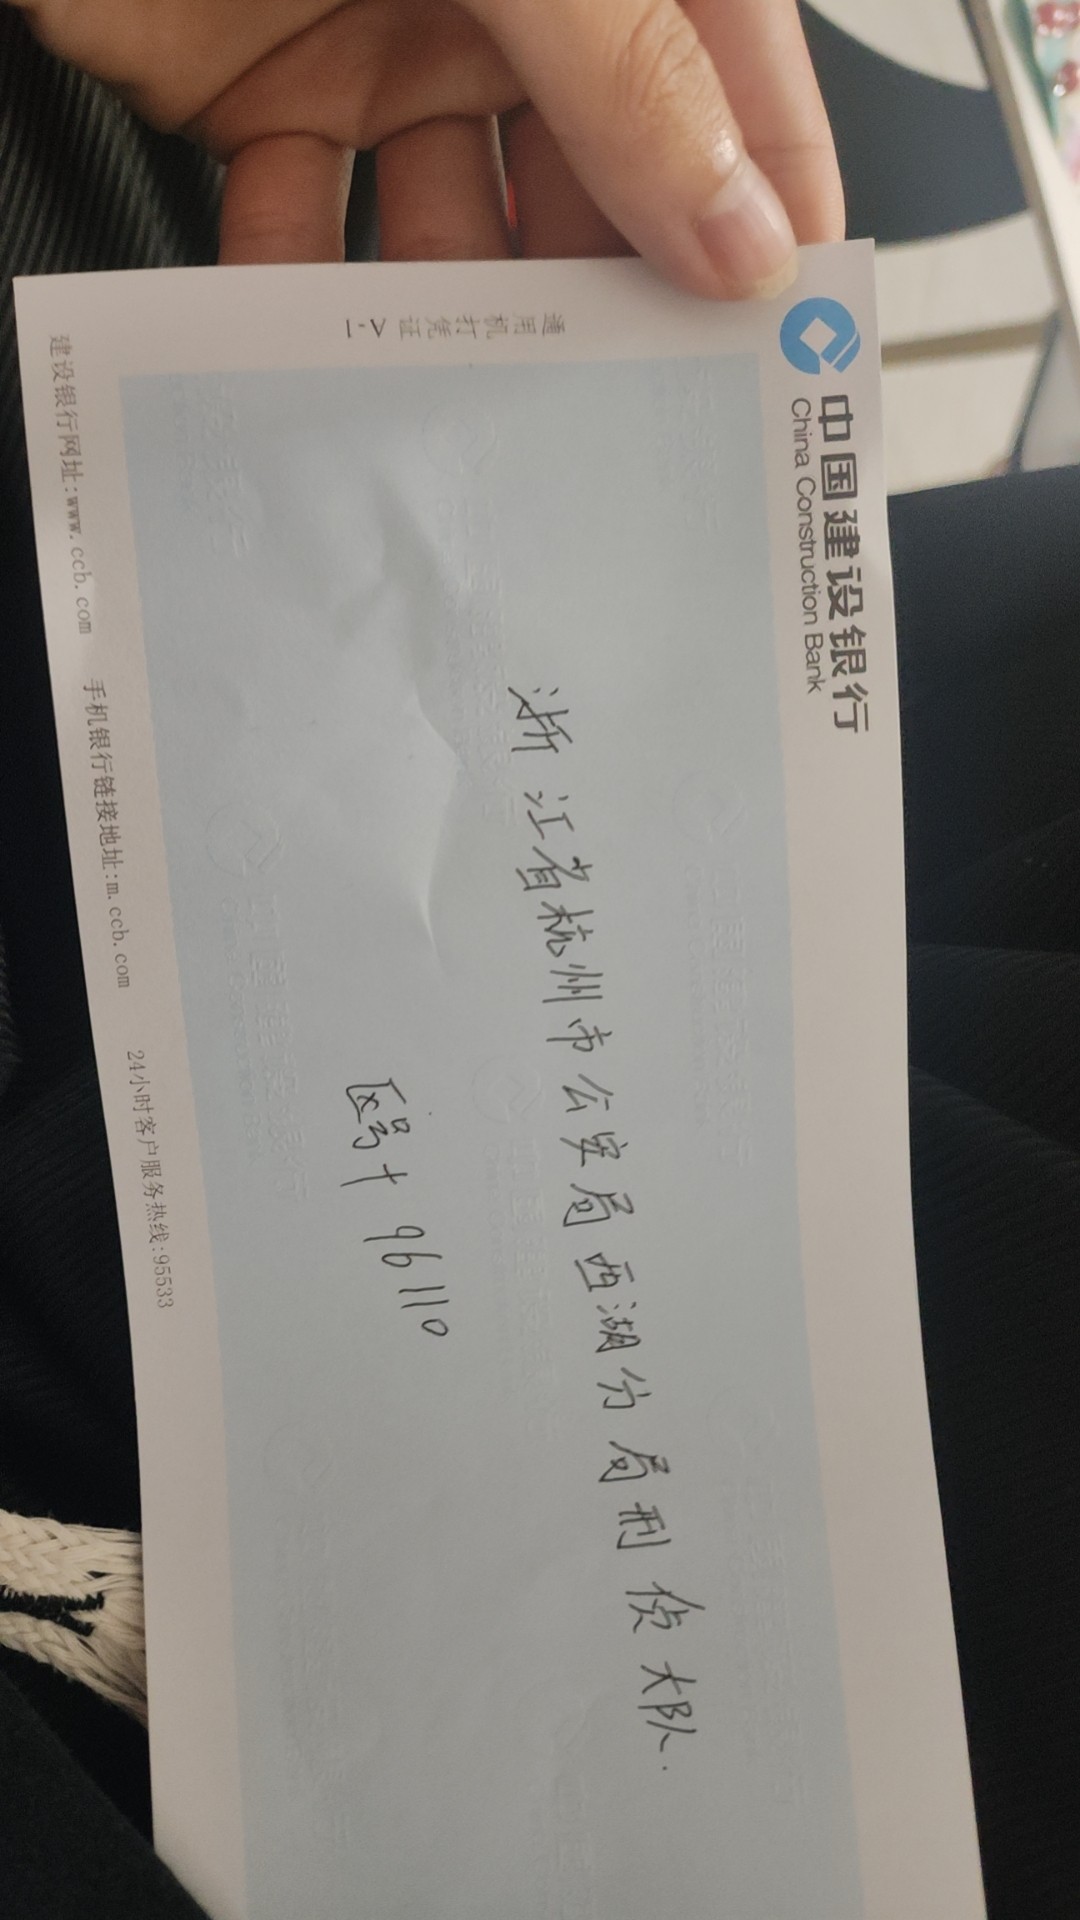 中国建设银行
China Construction Bank
浙江省杭州市公安局西湖分局刑侦大队.
区号+96110
建设银行网址:www.ccb.com 手机银行链接地址:m.ccb.com 24小时客户服务热线:95533
通用机打凭证 A-1